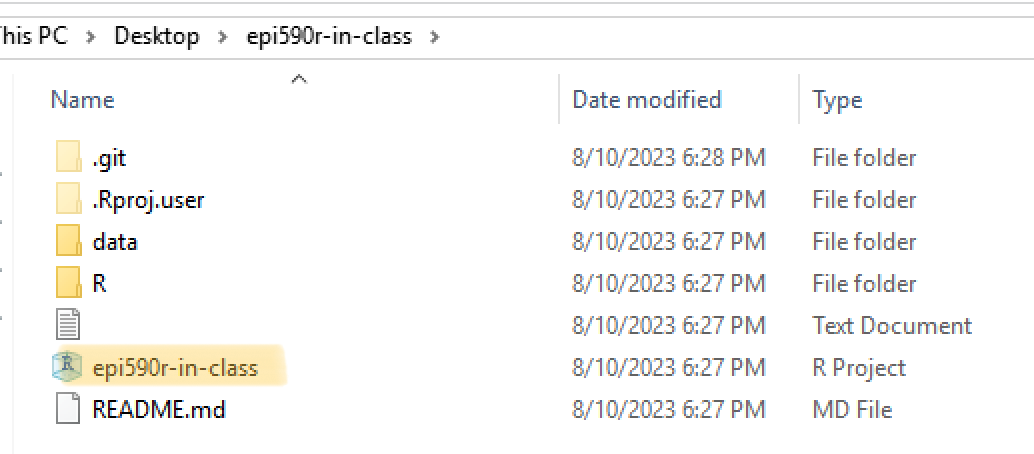 This PC > Desktop > epi590r-in-class >
Name Date modified Type
.git 8/10/2023 6:28 PM File folder
.Rproj.user 8/10/2023 6:27 PM File folder
data 8/10/2023 6:27 PM File folder
R 8/10/2023 6:27 PM File folder
8/10/2023 6:27 PM Text Document
epi590r-in-class 8/10/2023 6:27 PM R Project
README.md 8/10/2023 6:27 PM MD File